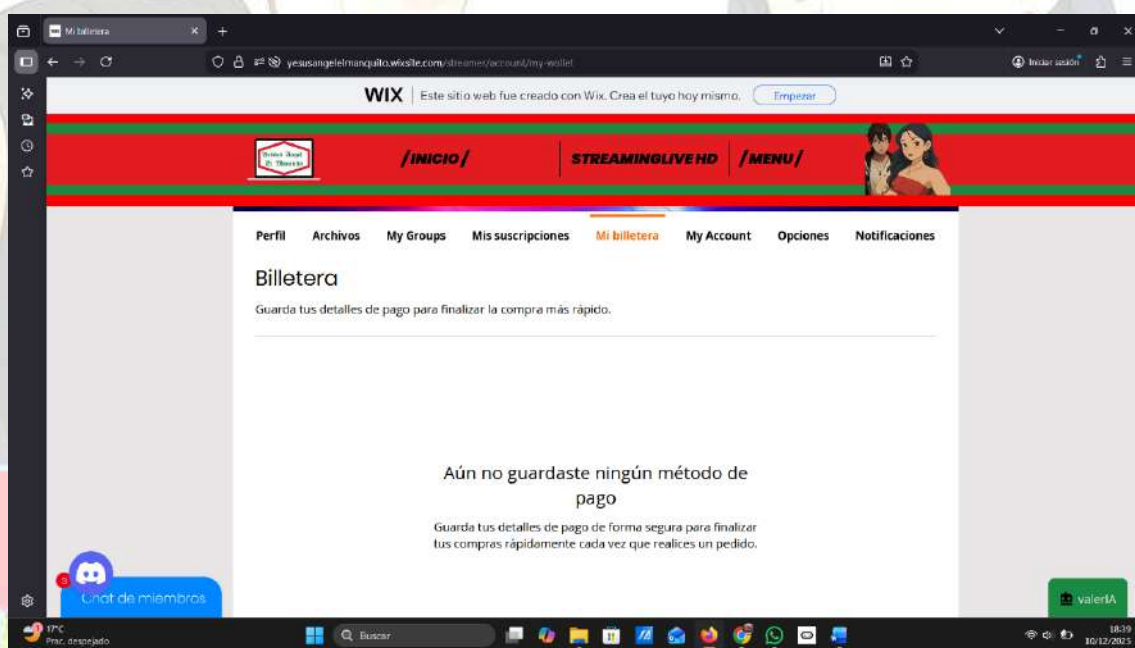 Mi billetera
yesusangelelmanquito.wixsite.com/streamer/account/my-wallet
Iniciar sesión
WIX Este sitio web fue creado con Wix. Crea el tuyo hoy mismo. Empezar
/INICIO/ STREAMINGLIVE HD /MENU/
Perfil Archivos My Groups Mis suscripciones Mi billetera My Account Opciones Notificaciones
Billetera
Guarda tus detalles de pago para finalizar la compra más rápido.
Aún no guardaste ningún método de
pago
Guarda tus detalles de pago de forma segura para finalizar
tus compras rápidamente cada vez que realices un pedido.
3
Chat de miembros
valerIA
17°C
Prac. despejado
Buscar
18:39
10/12/2025